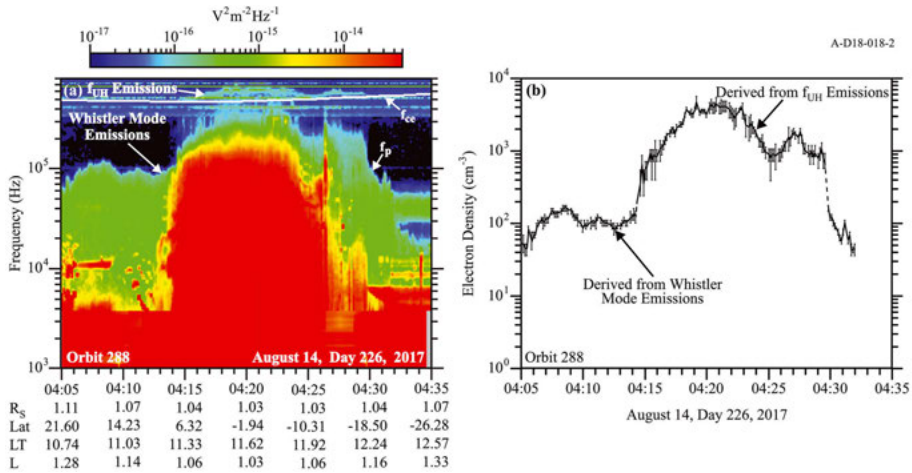 V²m⁻²Hz⁻¹
10⁻¹⁷ 10⁻¹⁶ 10⁻¹⁵ 10⁻¹⁴
A-D18-018-2
(a) f_UH Emissions
Whistler Mode
Emissions
f_ce
f_p
Frequency (Hz)
10⁵
10⁴
10³
Orbit 288 August 14, Day 226, 2017
04:05 04:10 04:15 04:20 04:25 04:30 04:35
R_S 1.11 1.07 1.04 1.03 1.03 1.04 1.07
Lat 21.60 14.23 6.32 -1.94 -10.31 -18.50 -26.28
LT 10.74 11.03 11.33 11.62 11.92 12.24 12.57
L 1.28 1.14 1.06 1.03 1.06 1.16 1.33
(b)
Derived from f_UH Emissions
Derived from Whistler
Mode Emissions
Electron Density (cm⁻³)
10⁴
10³
10²
10¹
10⁰
Orbit 288
04:05 04:10 04:15 04:20 04:25 04:30 04:35
August 14, Day 226, 2017